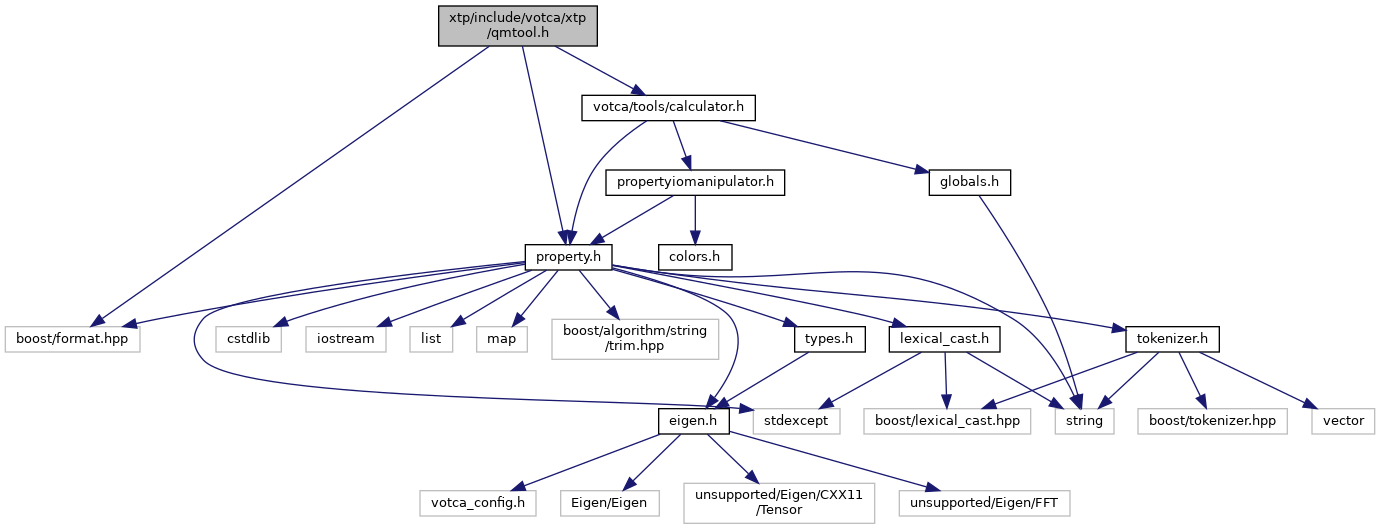 xtp/include/votca/xtp
/qmtool.h
votca/tools/calculator.h
propertyiomanipulator.h
globals.h
property.h
colors.h
boost/format.hpp
cstdlib
iostream
list
map
boost/algorithm/string
/trim.hpp
types.h
lexical_cast.h
tokenizer.h
eigen.h
stdexcept
boost/lexical_cast.hpp
string
boost/tokenizer.hpp
vector
votca_config.h
Eigen/Eigen
unsupported/Eigen/CXX11
/Tensor
unsupported/Eigen/FFT